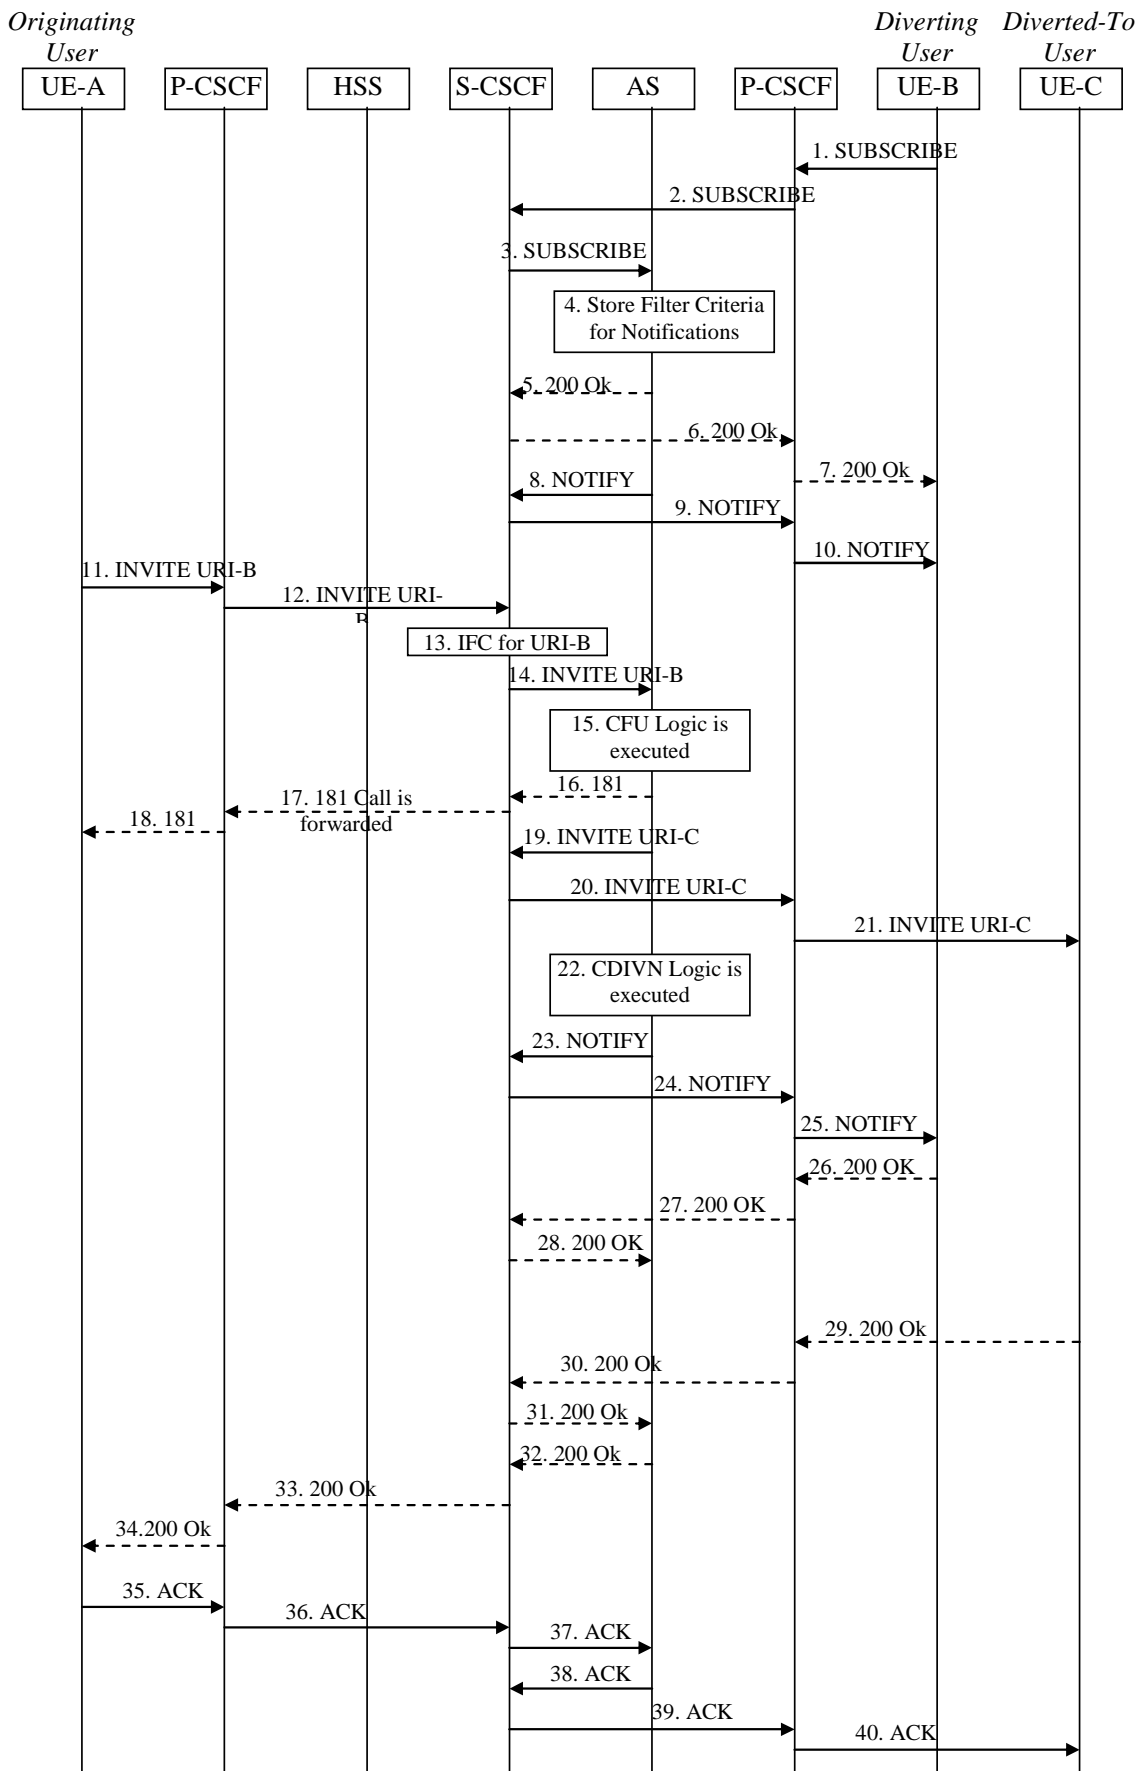 Originating
User
Diverting
User
Diverted-To
User
UE-A
P-CSCF
HSS
S-CSCF
AS
P-CSCF
UE-B
UE-C
1. SUBSCRIBE
2. SUBSCRIBE
3. SUBSCRIBE
4. Store Filter Criteria
for Notifications
5. 200 Ok
6. 200 Ok
7. 200 Ok
8. NOTIFY
9. NOTIFY
10. NOTIFY
11. INVITE URI-B
12. INVITE URI-
B
13. IFC for URI-B
14. INVITE URI-B
15. CFU Logic is
executed
16. 181
17. 181 Call is
forwarded
18. 181
19. INVITE URI-C
20. INVITE URI-C
21. INVITE URI-C
22. CDIVN Logic is
executed
23. NOTIFY
24. NOTIFY
25. NOTIFY
26. 200 OK
27. 200 OK
28. 200 OK
29. 200 Ok
30. 200 Ok
31. 200 Ok
32. 200 Ok
33. 200 Ok
34.200 Ok
35. ACK
36. ACK
37. ACK
38. ACK
39. ACK
40. ACK